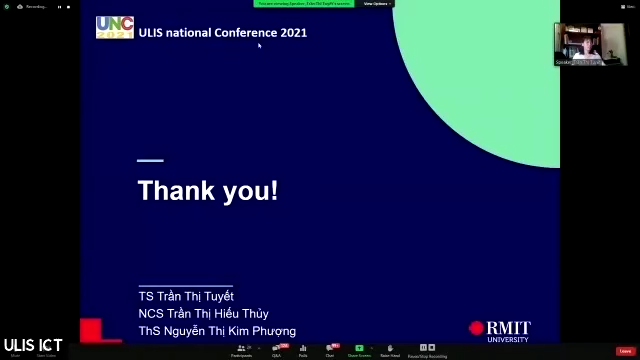 Recording...
View Options
View
UNC
2021
ULIS national Conference 2021
Thank you!
TS Trần Thị Tuyết
NCS Trần Thị Hiếu Thủy
ThS Nguyễn Thị Kim Phượng
RMIT
UNIVERSITY
ULIS ICT
Participants
Q&A
Polls
Chat
Share Screen
Raise Hand
Pause/Stop Recording
Leave